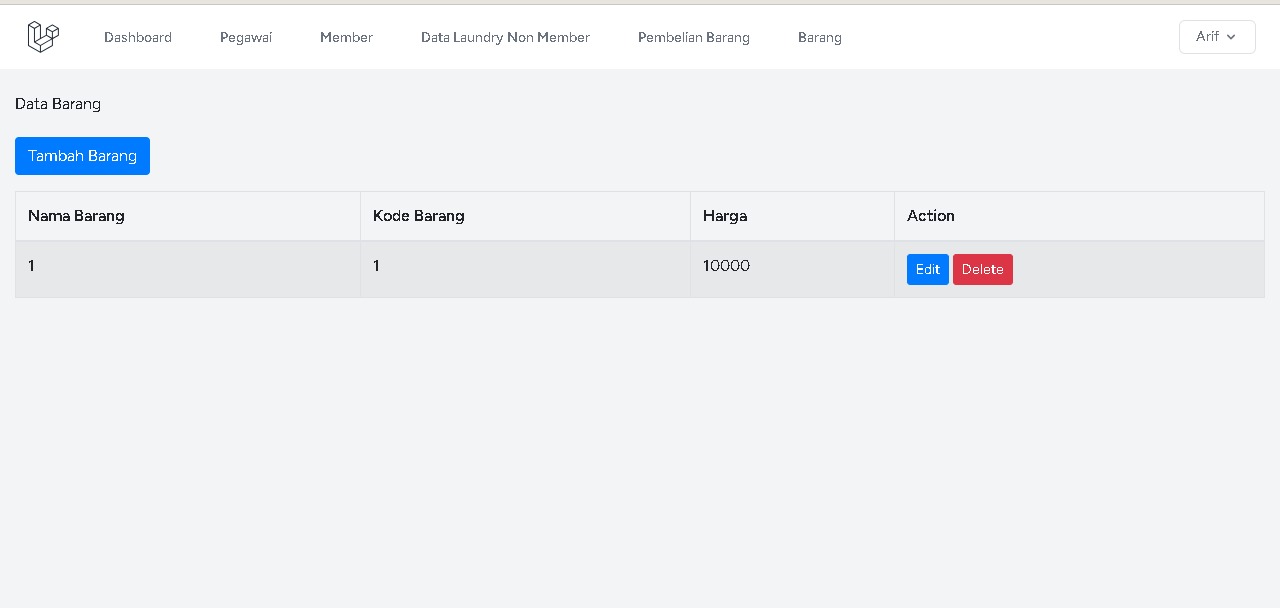 Dashboard Pegawai Member Data Laundry Non Member Pembelian Barang Barang Arif
Data Barang
Tambah Barang
Nama Barang Kode Barang Harga Action
1 1 10000 Edit Delete